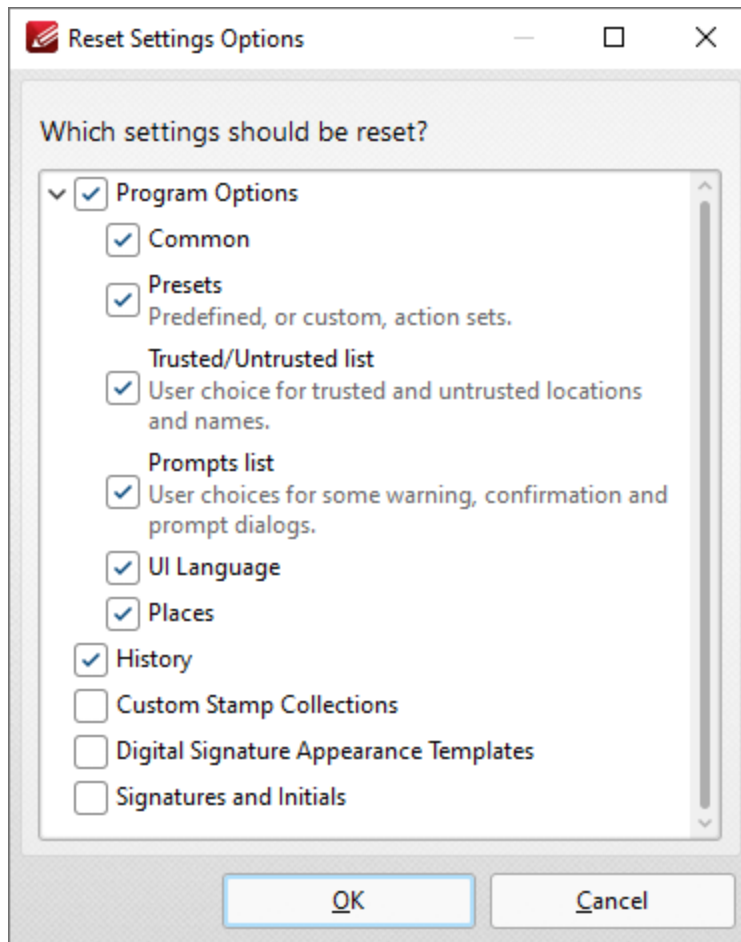 Reset Settings Options
Which settings should be reset?
Program Options
Common
Presets
Predefined, or custom, action sets.
Trusted/Untrusted list
User choice for trusted and untrusted locations
and names.
Prompts list
User choices for some warning, confirmation and
prompt dialogs.
UI Language
Places
History
Custom Stamp Collections
Digital Signature Appearance Templates
Signatures and Initials
OK
Cancel